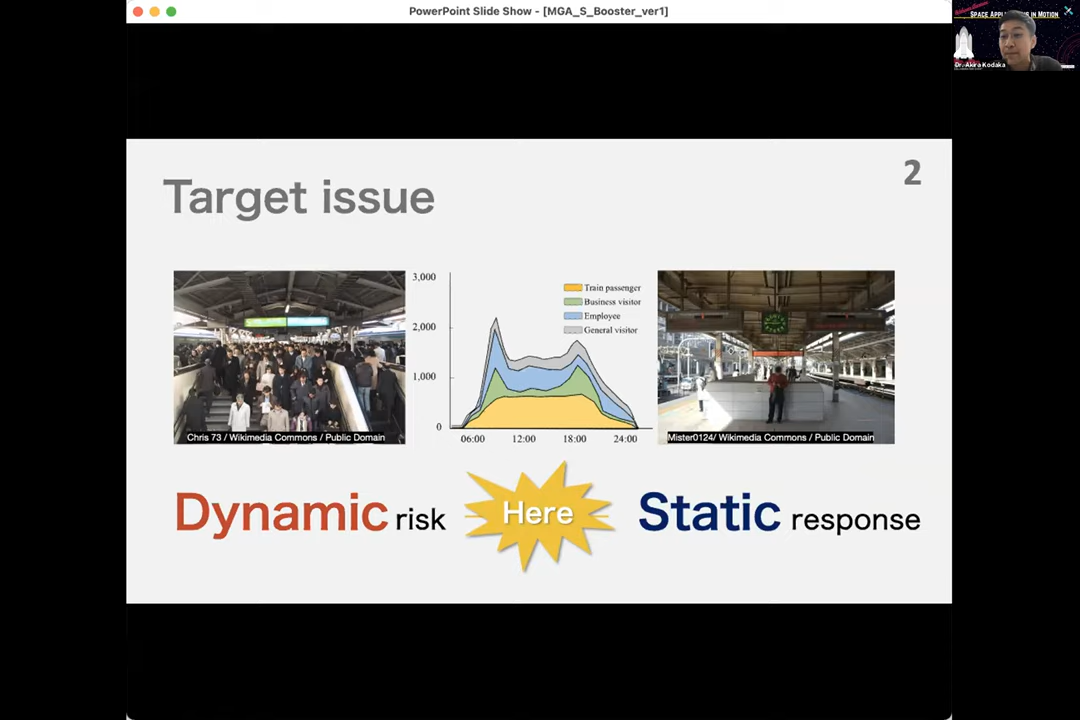 PowerPoint Slide Show - [MGA_S_Booster_ver1]
Dr. Akira Kodaka
2
Target issue
Chris 73 / Wikimedia Commons / Public Domain
3,000
2,000
1,000
0
06:00 12:00 18:00 24:00
Train passenger
Business visitor
Employee
General visitor
Mister0124/ Wikimedia Commons / Public Domain
Dynamic risk
Here
Static response